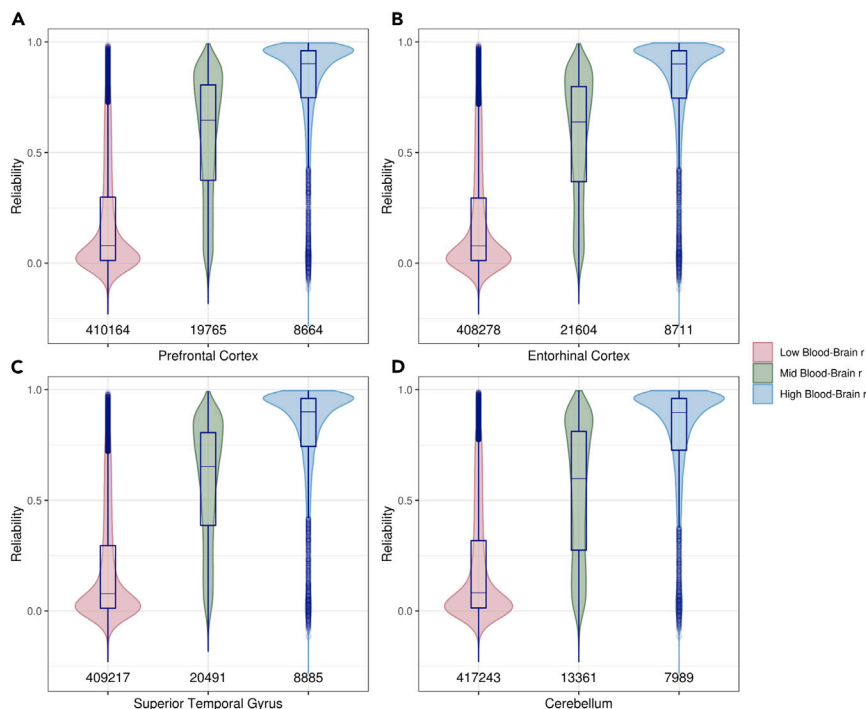 A
B
1.0
0.5
0.0
Reliability
410164 19765 8664
Prefrontal Cortex
1.0
0.5
0.0
Reliability
408278 21604 8711
Entorhinal Cortex
Low Blood-Brain r
Mid Blood-Brain r
High Blood-Brain r
C
D
1.0
0.5
0.0
Reliability
409217 20491 8885
Superior Temporal Gyrus
1.0
0.5
0.0
Reliability
417243 13361 7989
Cerebellum